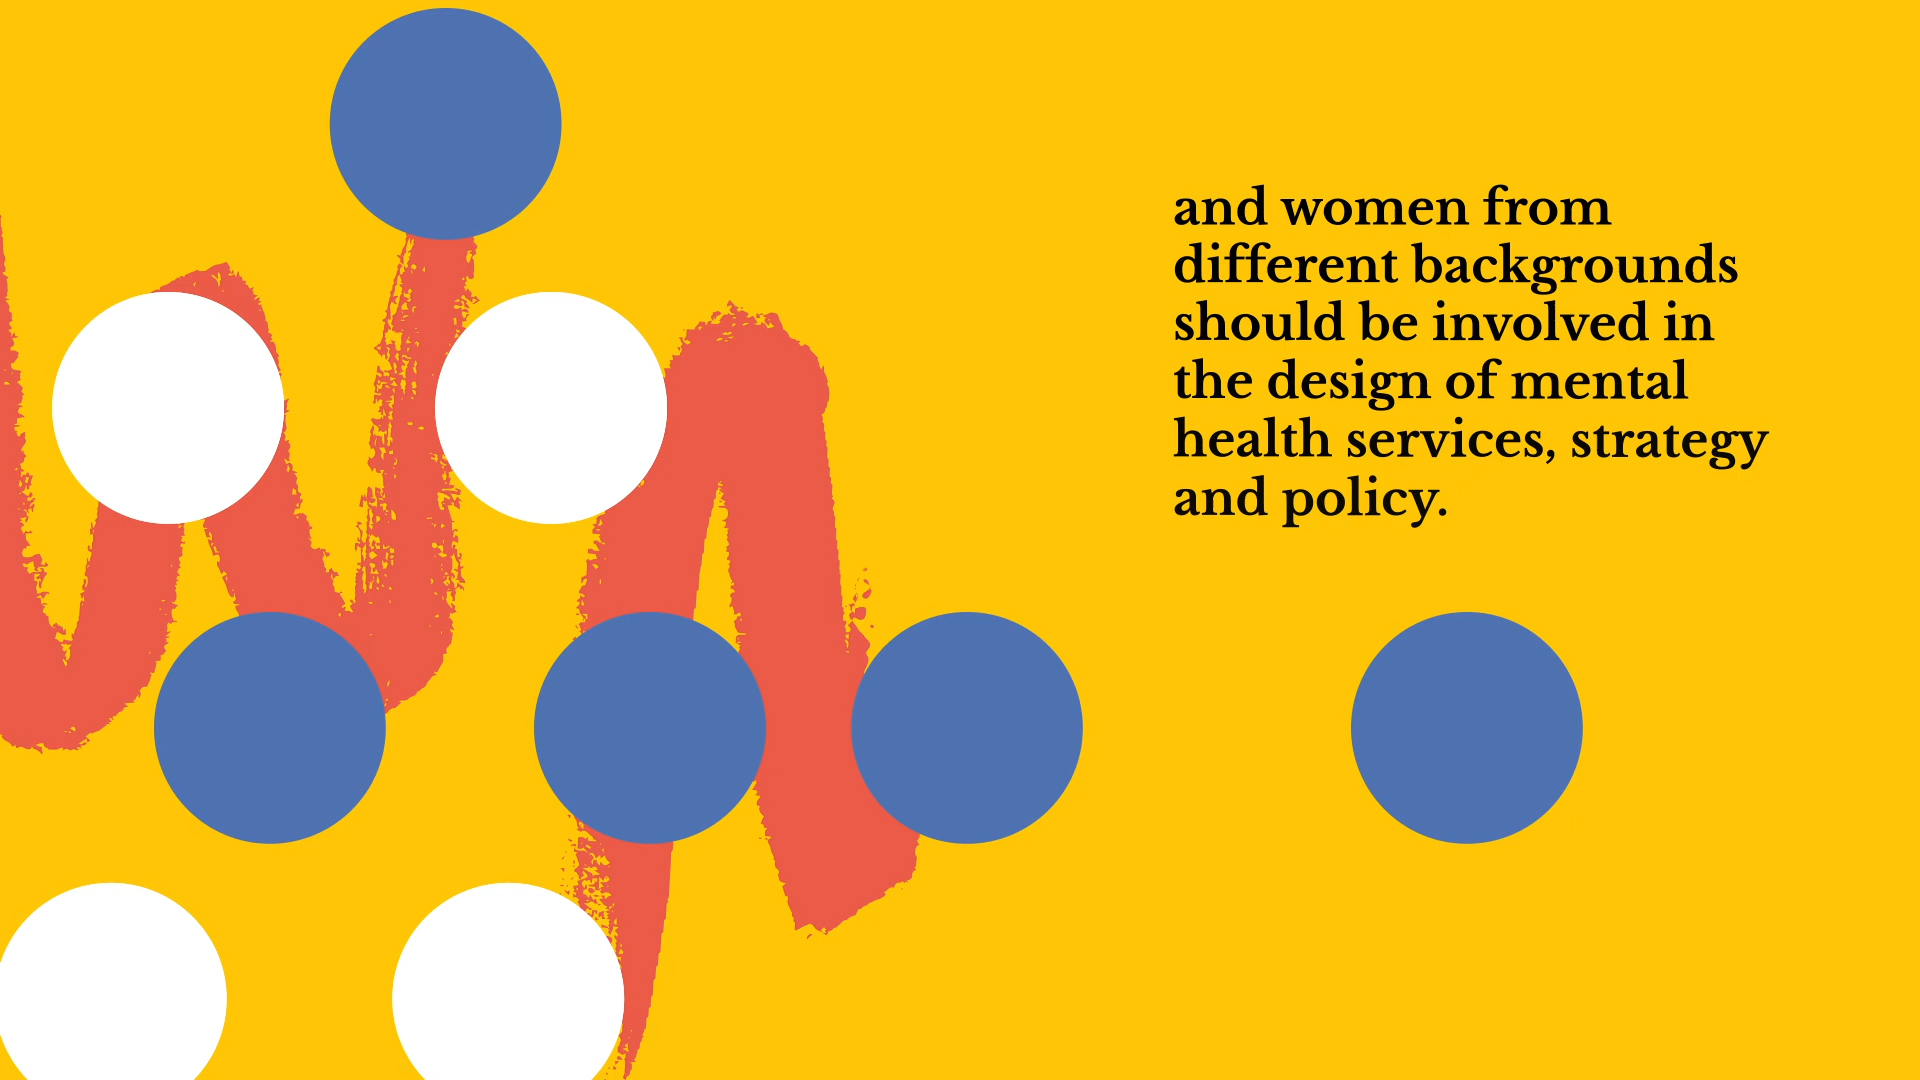 and women from
different backgrounds
should be involved in
the design of mental
health services, strategy
and policy.